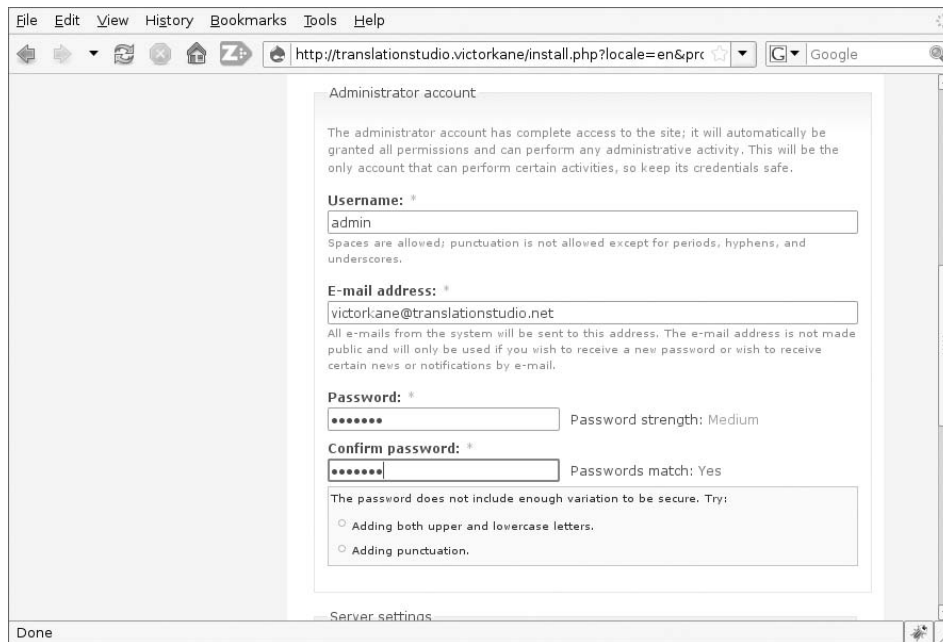 File Edit View History Bookmarks Tools Help
http://translationstudio.victorkane/install.php?locale=en&prc
G Google
Administrator account
The administrator account has complete access to the site; it will automatically be
granted all permissions and can perform any administrative activity. This will be the
only account that can perform certain activities, so keep its credentials safe.
Username: *
admin
Spaces are allowed; punctuation is not allowed except for periods, hyphens, and
underscores.
E-mail address: *
victorkane@translationstudio.net
All e-mails from the system will be sent to this address. The e-mail address is not made
public and will only be used if you wish to receive a new password or wish to receive
certain news or notifications by e-mail.
Password: *
••••••• Password strength: Medium
Confirm password: *
••••••• Passwords match: Yes
The password does not include enough variation to be secure. Try:
Adding both upper and lowercase letters.
Adding punctuation.
Server settings
Done